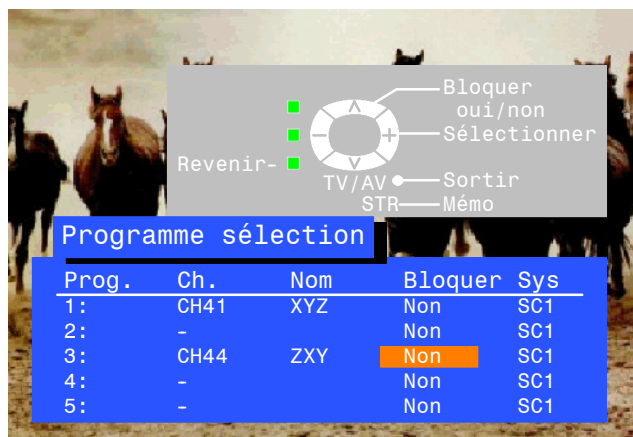 Bloquer
oui/non
Sélectionner
Revenir-
TV/AV Sortir
STR Mémo
Programme sélection
Prog. Ch. Nom Bloquer Sys
1: CH41 XYZ Non SC1
2: - Non SC1
3: CH44 ZXY Non SC1
4: - Non SC1
5: - Non SC1